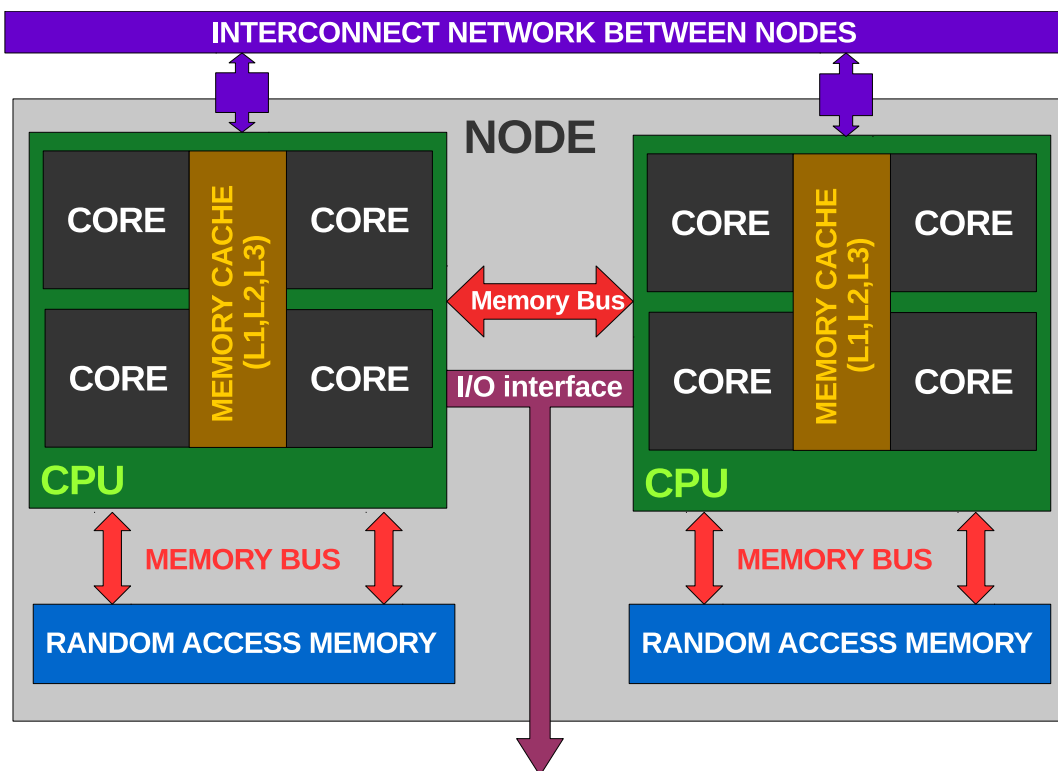 INTERCONNECT NETWORK BETWEEN NODES
NODE
CORE
MEMORY CACHE
(L1,L2,L3)
CORE
CORE
CORE
CPU
Memory Bus
I/O interface
CORE
MEMORY CACHE
(L1,L2,L3)
CORE
CORE
CORE
CPU
MEMORY BUS
MEMORY BUS
RANDOM ACCESS MEMORY
RANDOM ACCESS MEMORY